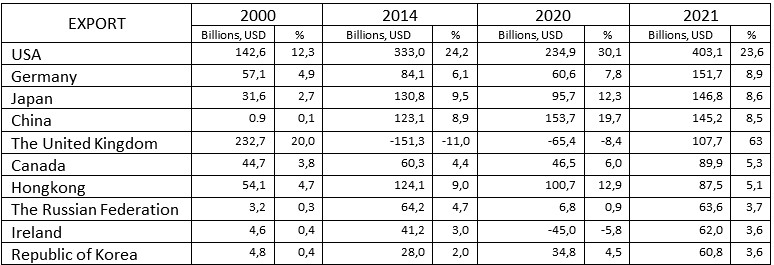 EXPORT 2000 2014 2020 2021
Billions, USD % Billions, USD % Billions, USD % Billions, USD %
USA 142,6 12,3 333,0 24,2 234,9 30,1 403,1 23,6
Germany 57,1 4,9 84,1 6,1 60,6 7,8 151,7 8,9
Japan 31,6 2,7 130,8 9,5 95,7 12,3 146,8 8,6
China 0.9 0,1 123,1 8,9 153,7 19,7 145,2 8,5
The United Kingdom 232,7 20,0 -151,3 -11,0 -65,4 -8,4 107,7 63
Canada 44,7 3,8 60,3 4,4 46,5 6,0 89,9 5,3
Hongkong 54,1 4,7 124,1 9,0 100,7 12,9 87,5 5,1
The Russian Federation 3,2 0,3 64,2 4,7 6,8 0,9 63,6 3,7
Ireland 4,6 0,4 41,2 3,0 -45,0 -5,8 62,0 3,6
Republic of Korea 4,8 0,4 28,0 2,0 34,8 4,5 60,8 3,6